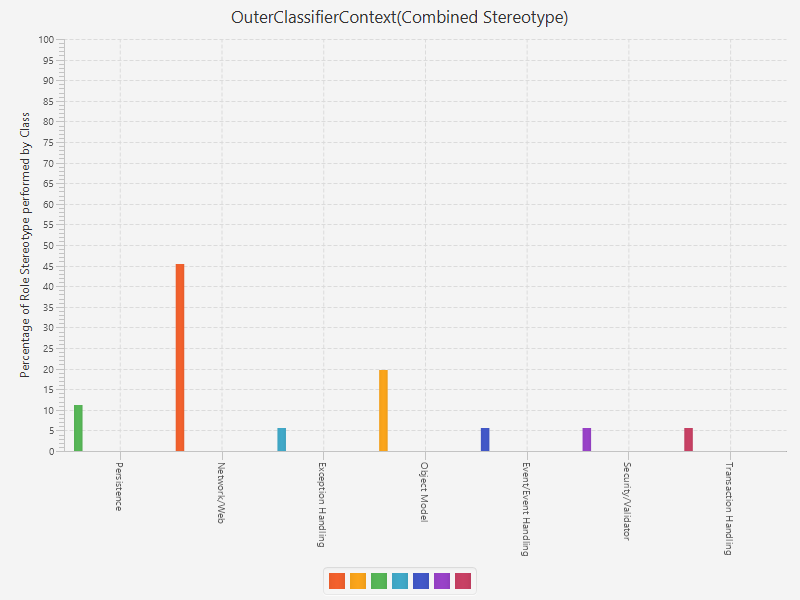 OuterClassifierContext(Combined Stereotype)
Percentage of Role Stereotype performed by Class
100
95
90
85
80
75
70
65
60
55
50
45
40
35
30
25
20
15
10
5
0
Persistence
Network/Web
Exception Handling
Object Model
Event/Event Handling
Security/Validator
Transaction Handling